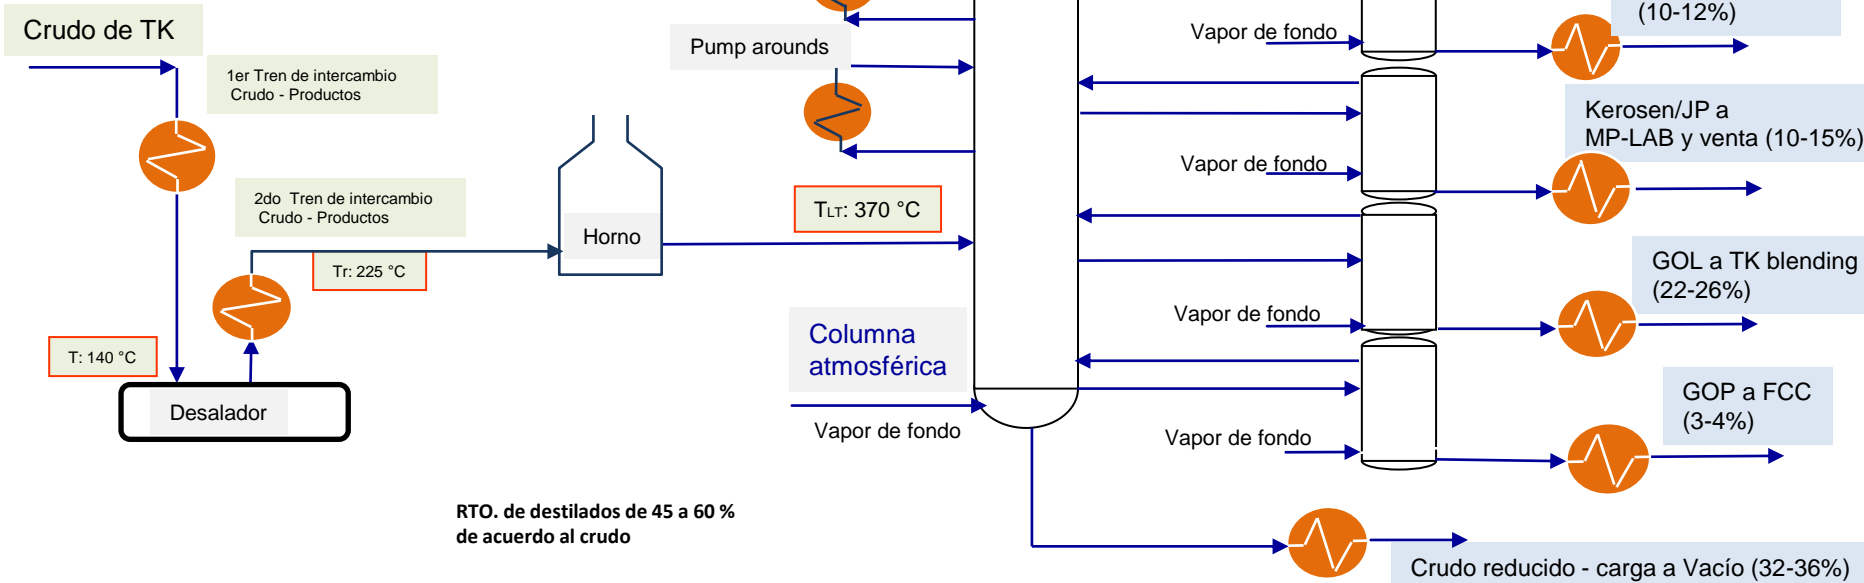 Crudo de TK
1er Tren de intercambio
Crudo - Productos
2do  Tren de intercambio
Crudo - Productos
Tr: 225 °C
T: 140 °C
Desalador
Horno
Pump arounds
TLT: 370 °C
Columna
atmosférica
Vapor de fondo
RTO. de destilados de 45 a 60 %
de acuerdo al crudo
Vapor de fondo
(10-12%)
Kerosen/JP a
MP-LAB y venta (10-15%)
Vapor de fondo
GOL a TK blending
(22-26%)
Vapor de fondo
GOP a FCC
(3-4%)
Vapor de fondo
Crudo reducido - carga a Vacío (32-36%)